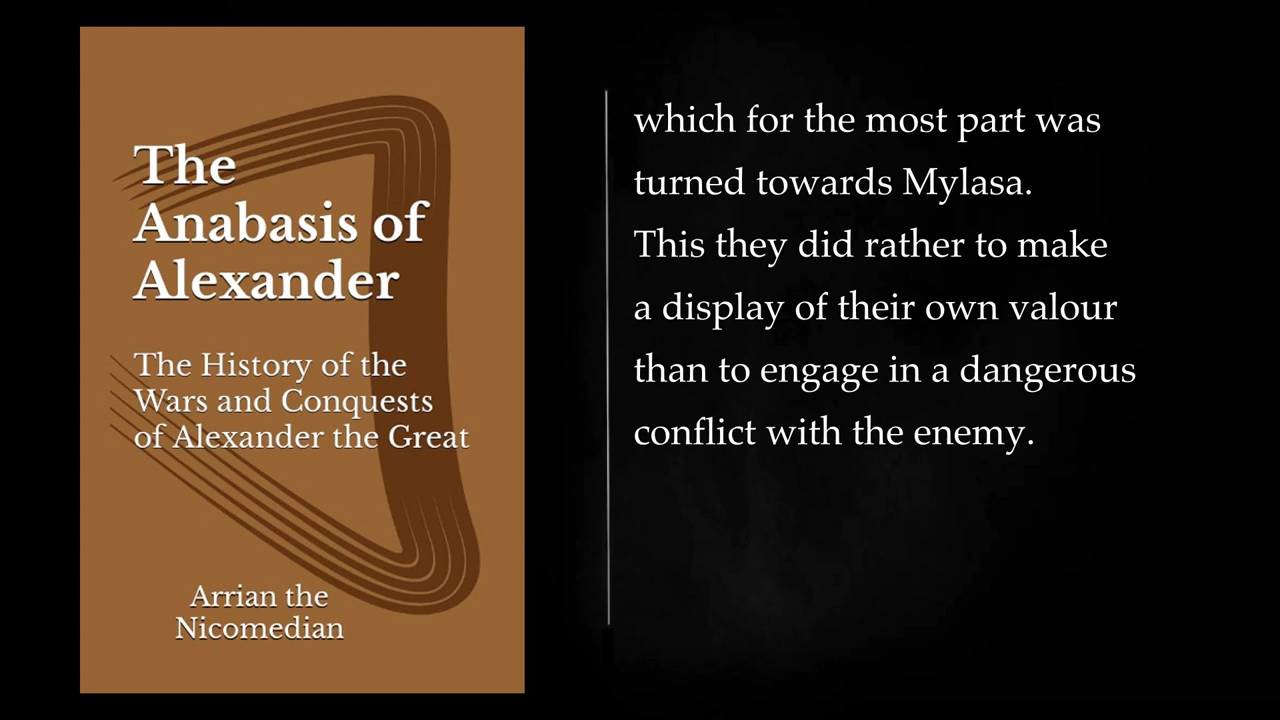 The
Anabasis of
Alexander
The History of the
Wars and Conquests
of Alexander the Great
Arrian the
Nicomedian
which for the most part was
turned towards Mylasa.
This they did rather to make
a display of their own valour
than to engage in a dangerous
conflict with the enemy.